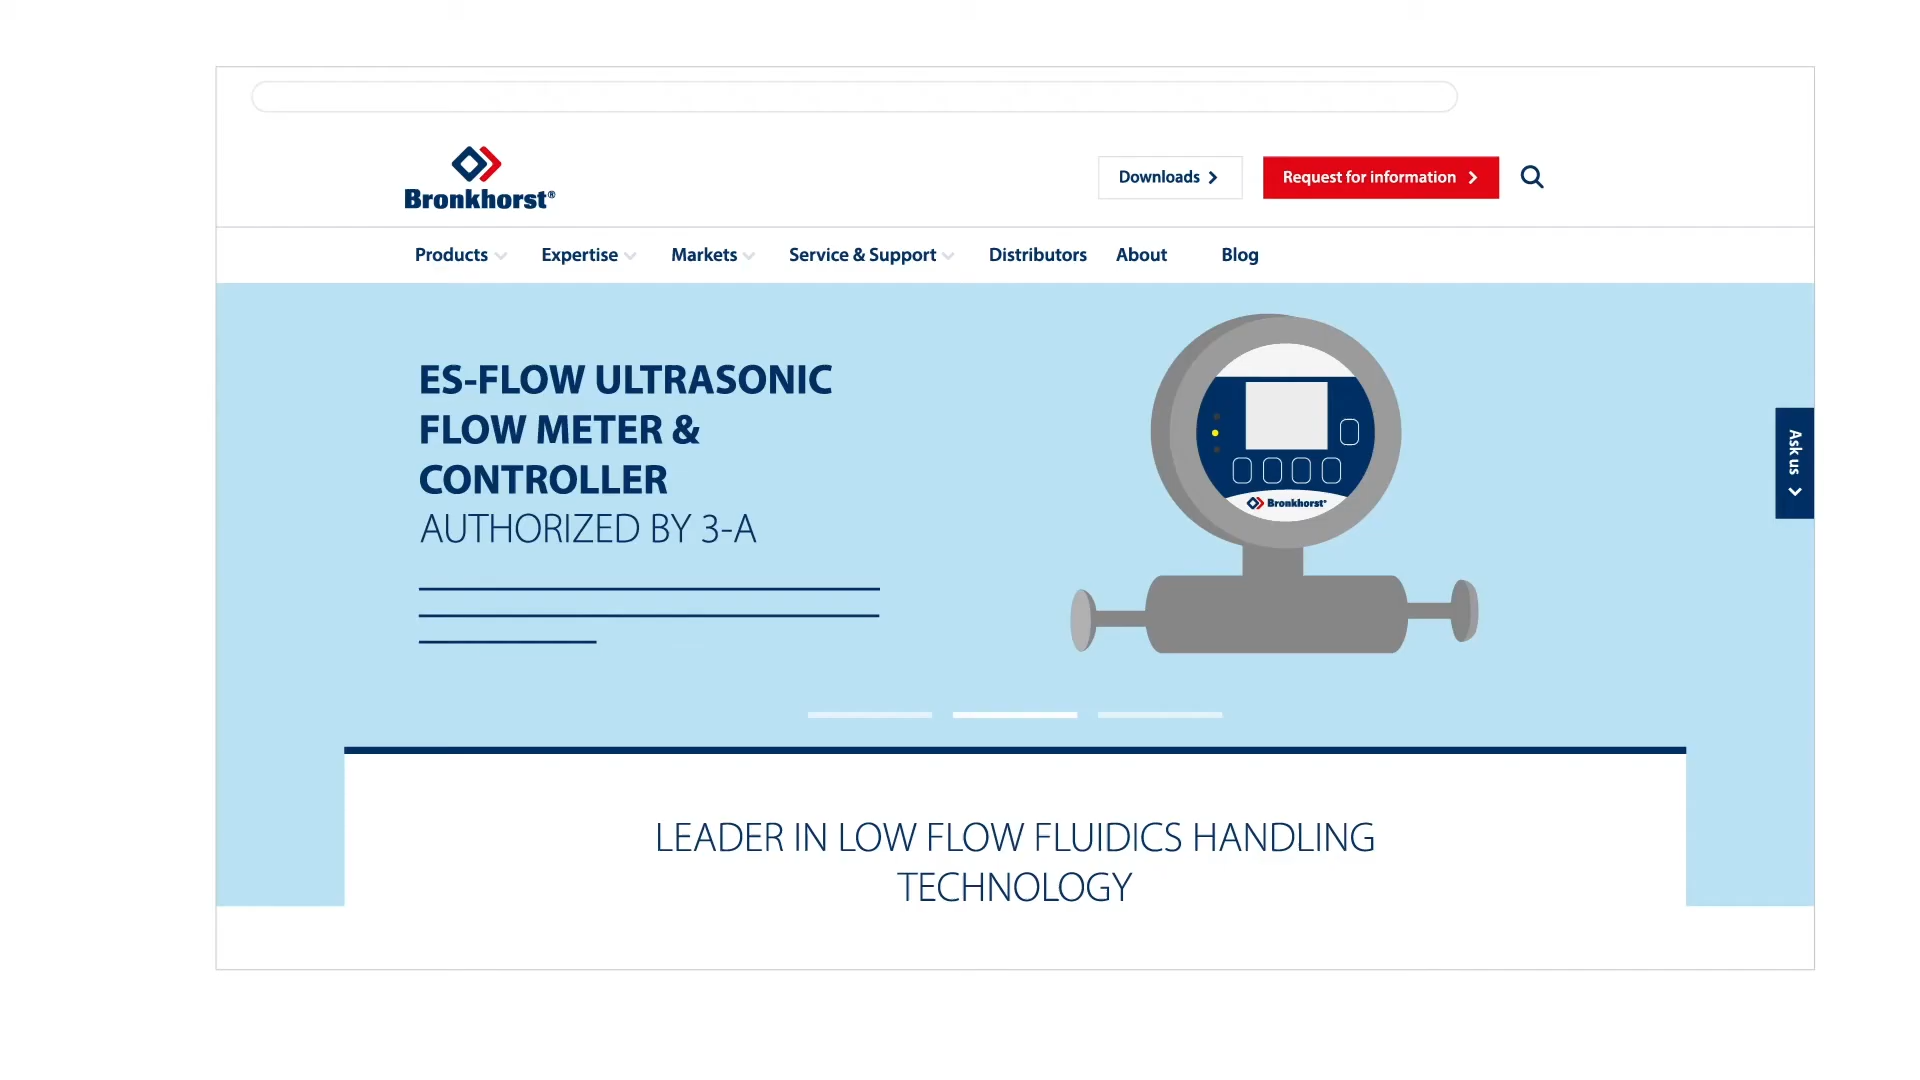 Bronkhorst®
Downloads
Request for information
Products
Expertise
Markets
Service & Support
Distributors
About
Blog
ES-FLOW ULTRASONIC
FLOW METER &
CONTROLLER
AUTHORIZED BY 3-A
Bronkhorst®
Ask us
LEADER IN LOW FLOW FLUIDICS HANDLING
TECHNOLOGY